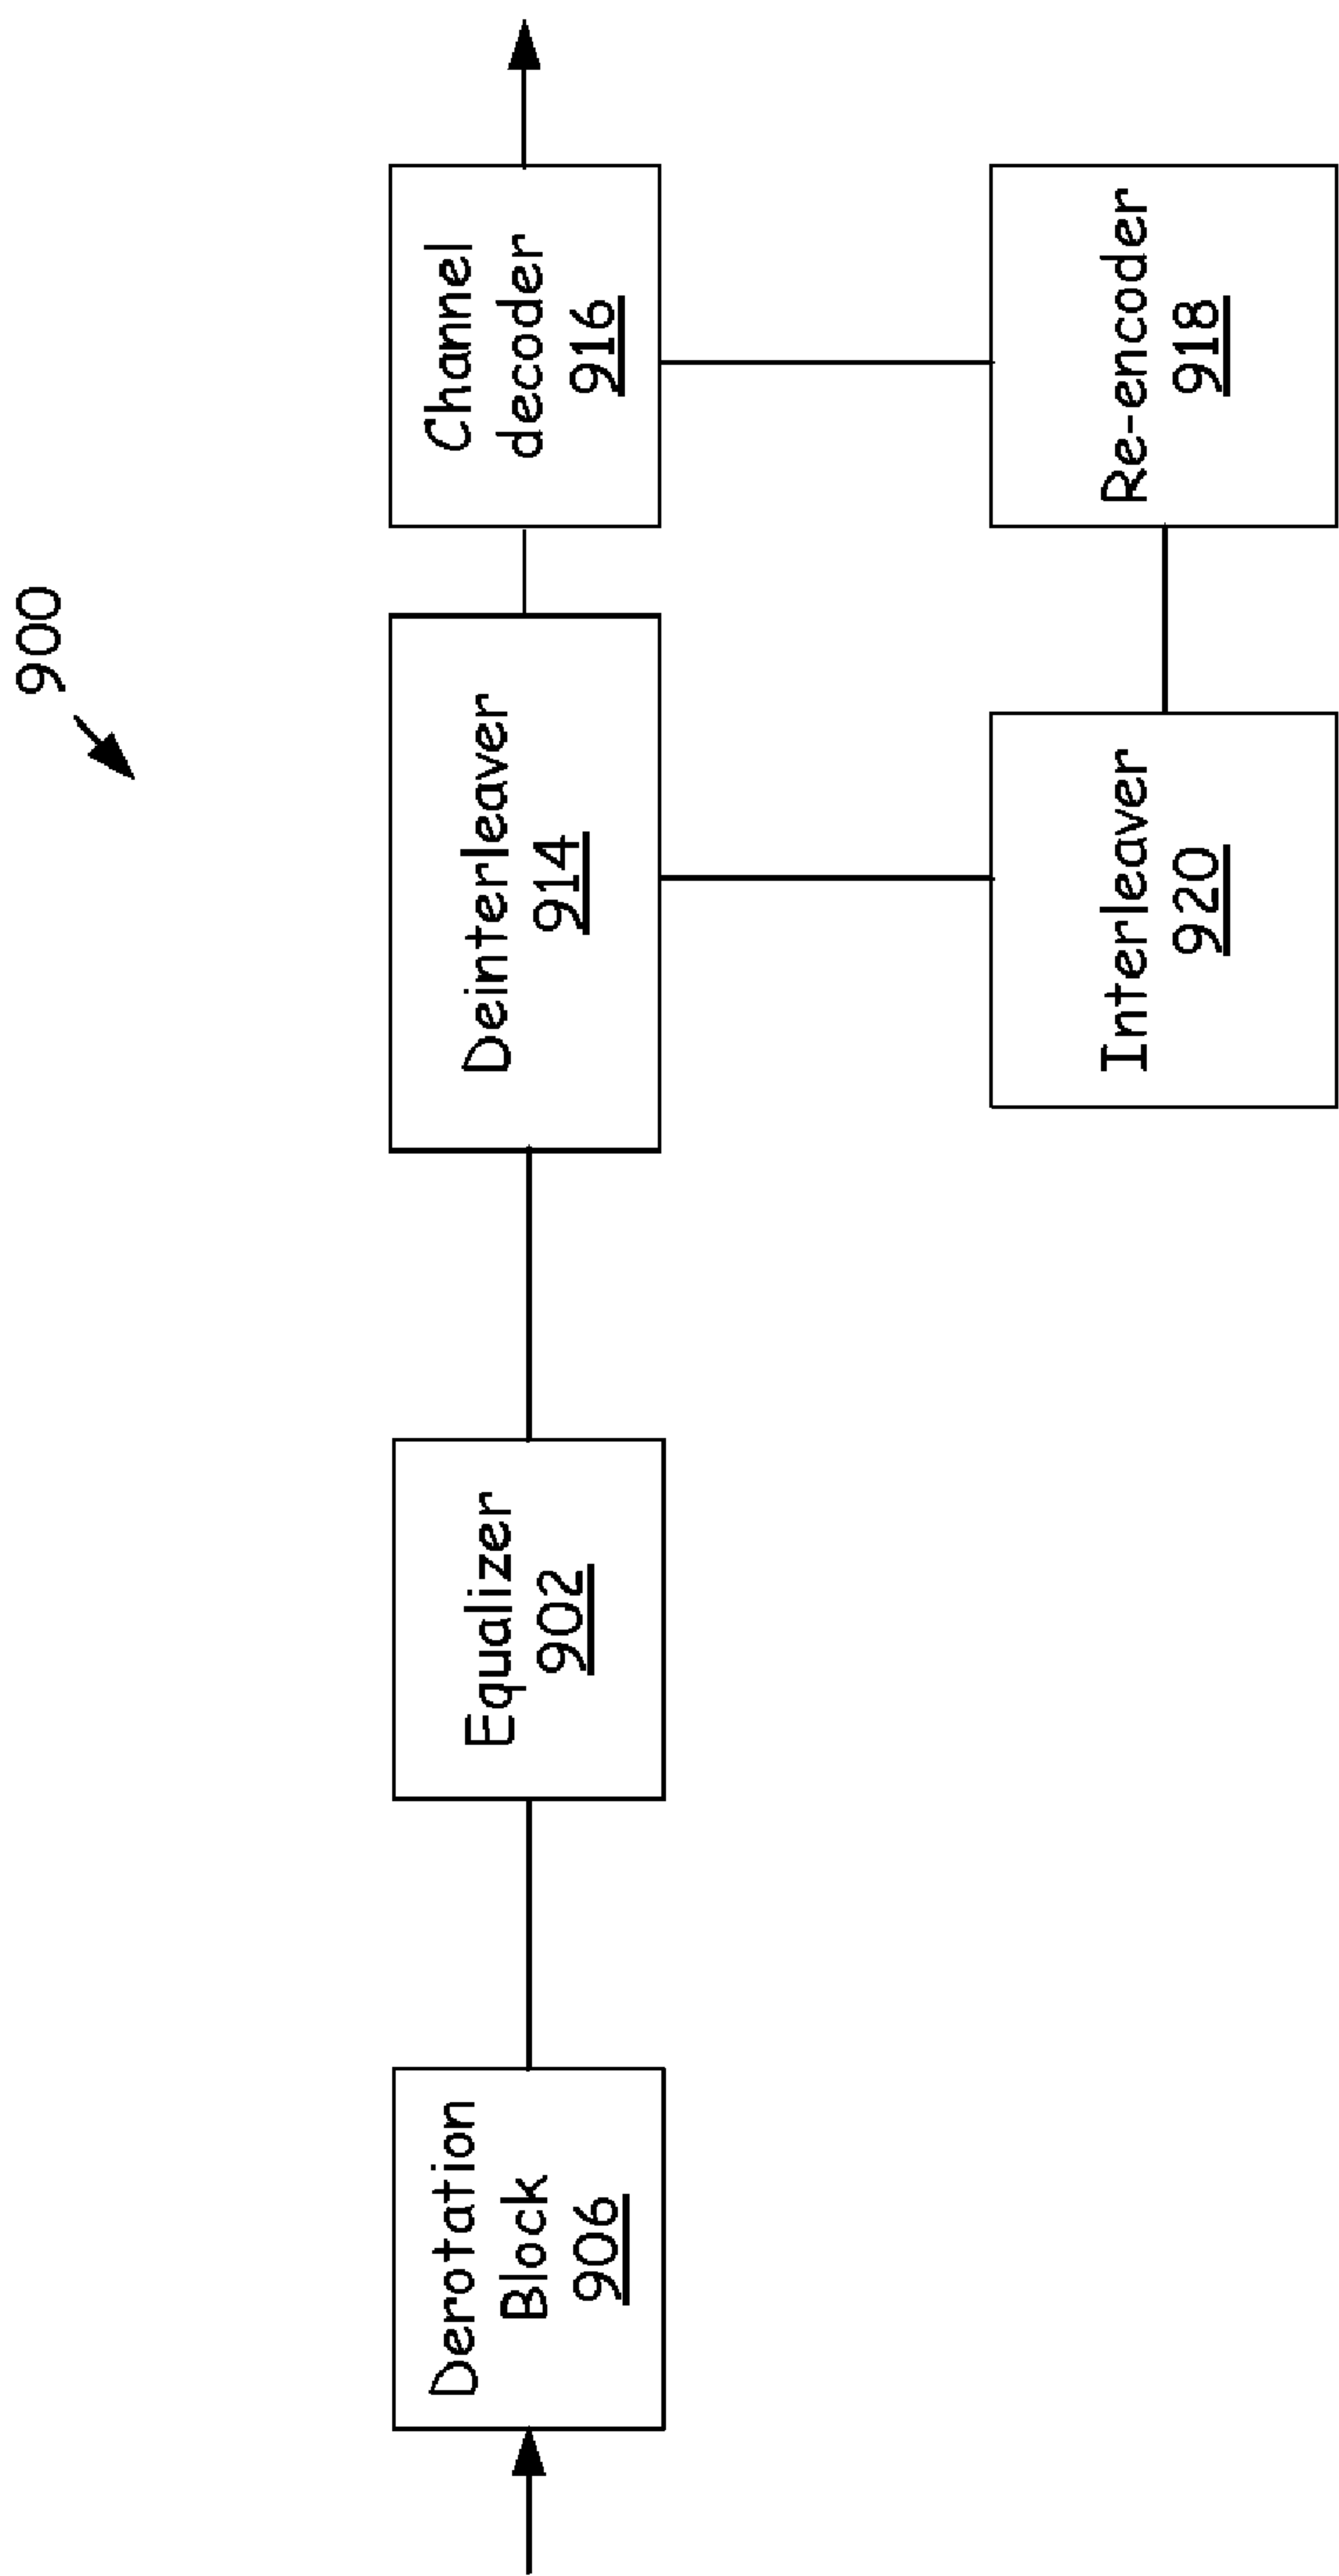 900
Derotation
Block
906
Equalizer
902
Deinterleaver
914
Channel
decoder
916
Interleaver
920
Re-encoder
918